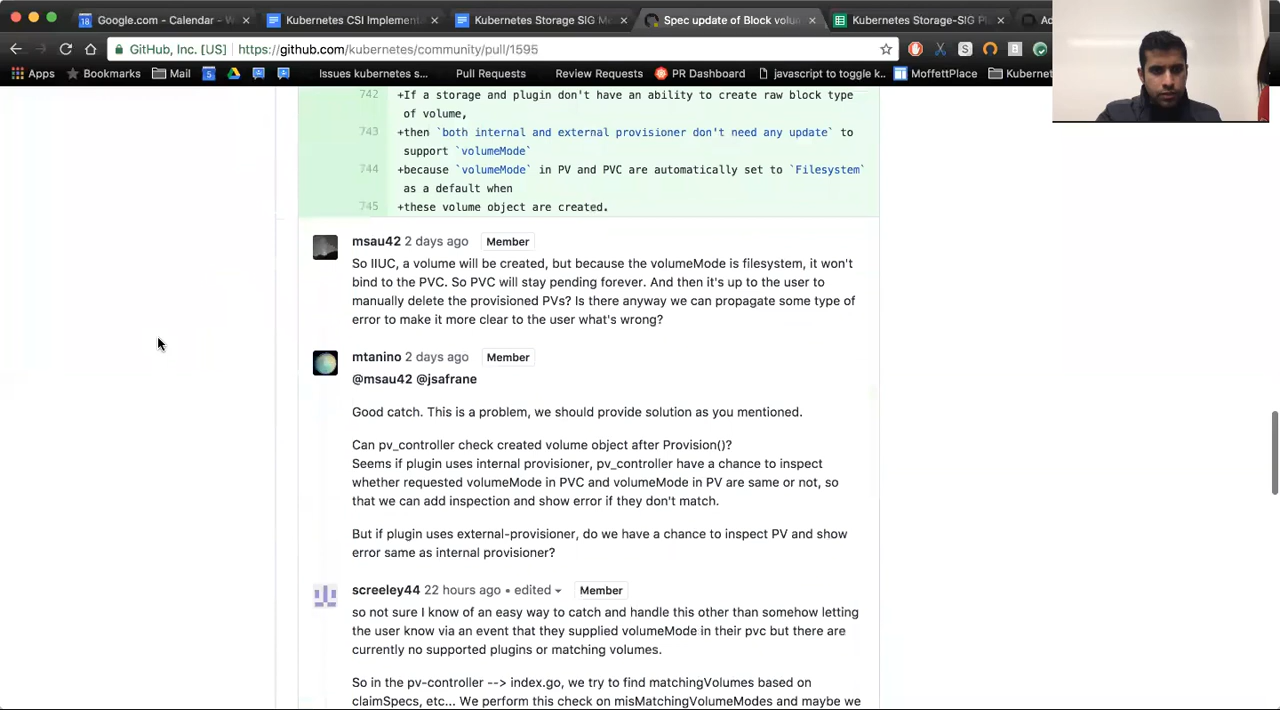 Google.com - Calendar - W
Kubernetes CSI Implement
Kubernetes Storage SIG Me
Spec update of Block volum
Kubernetes Storage-SIG Pl
Ad
GitHub, Inc. [US]
https://github.com/kubernetes/community/pull/1595
Apps
Bookmarks
Mail
Issues kubernetes s...
Pull Requests
Review Requests
PR Dashboard
javascript to toggle k..
MoffettPlace
Kubernet
742 +If a storage and plugin don't have an ability to create raw block type
of volume,
743 +then `both internal and external provisioner don't need any update` to
support `volumeMode`
744 +because `volumeMode` in PV and PVC are automatically set to `Filesystem`
as a default when
745 +these volume object are created.
msau42 2 days ago Member
So IIUC, a volume will be created, but because the volumeMode is filesystem, it won't
bind to the PVC. So PVC will stay pending forever. And then it's up to the user to
manually delete the provisioned PVs? Is there anyway we can propagate some type of
error to make it more clear to the user what's wrong?
mtanino 2 days ago Member
@msau42 @jsafrane
Good catch. This is a problem, we should provide solution as you mentioned.
Can pv_controller check created volume object after Provision()?
Seems if plugin uses internal provisioner, pv_controller have a chance to inspect
whether requested volumeMode in PVC and volumeMode in PV are same or not, so
that we can add inspection and show error if they don't match.
But if plugin uses external-provisioner, do we have a chance to inspect PV and show
error same as internal provisioner?
screeley44 22 hours ago • edited Member
so not sure I know of an easy way to catch and handle this other than somehow letting
the user know via an event that they supplied volumeMode in their pvc but there are
currently no supported plugins or matching volumes.
So in the pv-controller --> index.go, we try to find matchingVolumes based on
claimSpecs, etc... We perform this check on misMatchingVolumeModes and maybe we